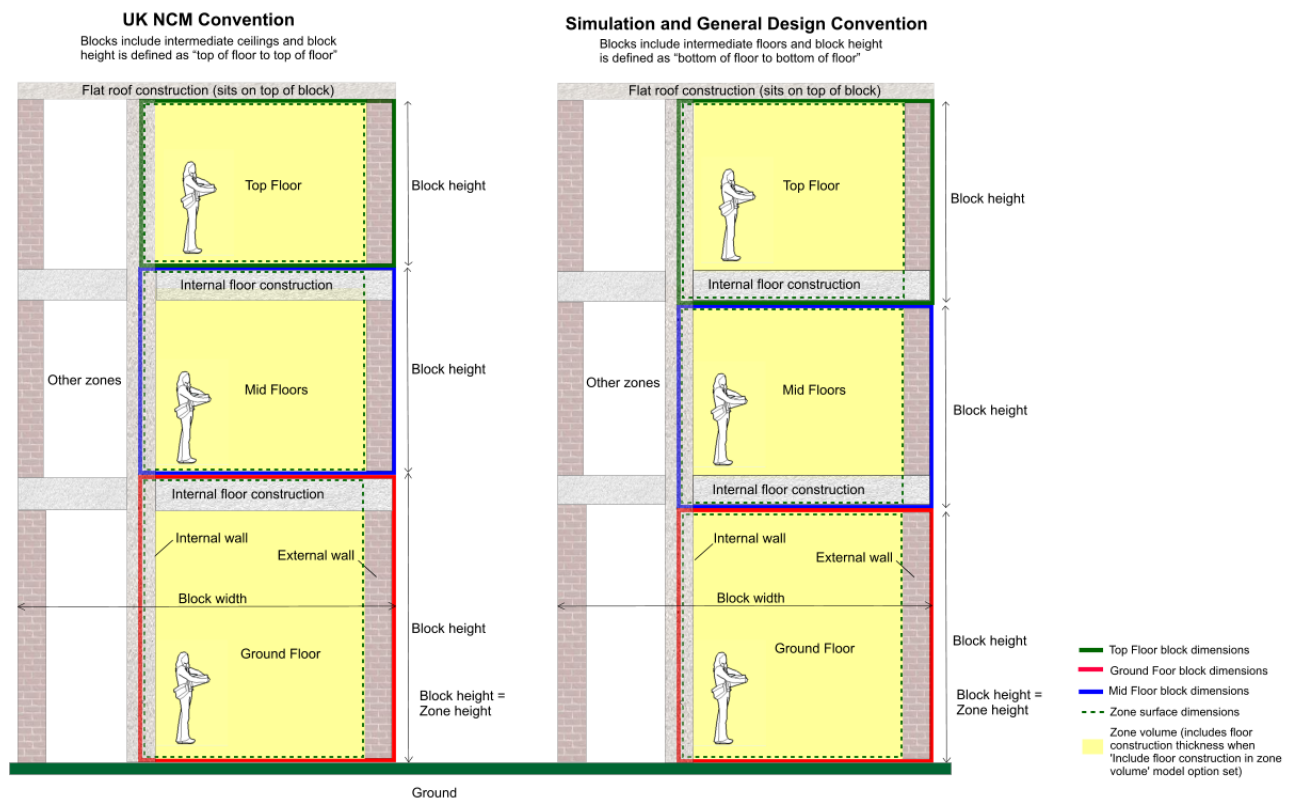 UK NCM Convention
Blocks include intermediate ceilings and block
height is defined as “top of floor to top of floor”
Flat roof construction (sits on top of block)
Top Floor
Block height
Internal floor construction
Other zones
Mid Floors
Block height
Internal floor construction
Internal wall
External wall
Block width
Block height
Ground Floor
Block height =
Zone height
Simulation and General Design Convention
Blocks include intermediate floors and block height
is defined as “bottom of floor to bottom of floor”
Flat roof construction (sits on top of block)
Top Floor
Block height
Internal floor construction
Other zones
Mid Floors
Block height
Internal floor construction
Internal wall
External wall
Block width
Block height
Ground Floor
Block height =
Zone height
Ground
Top Floor block dimensions
Ground Foor block dimensions
Mid Floor block dimensions
Zone surface dimensions
Zone volume (includes floor
construction thickness when
'Include floor construction in zone
volume' model option set)